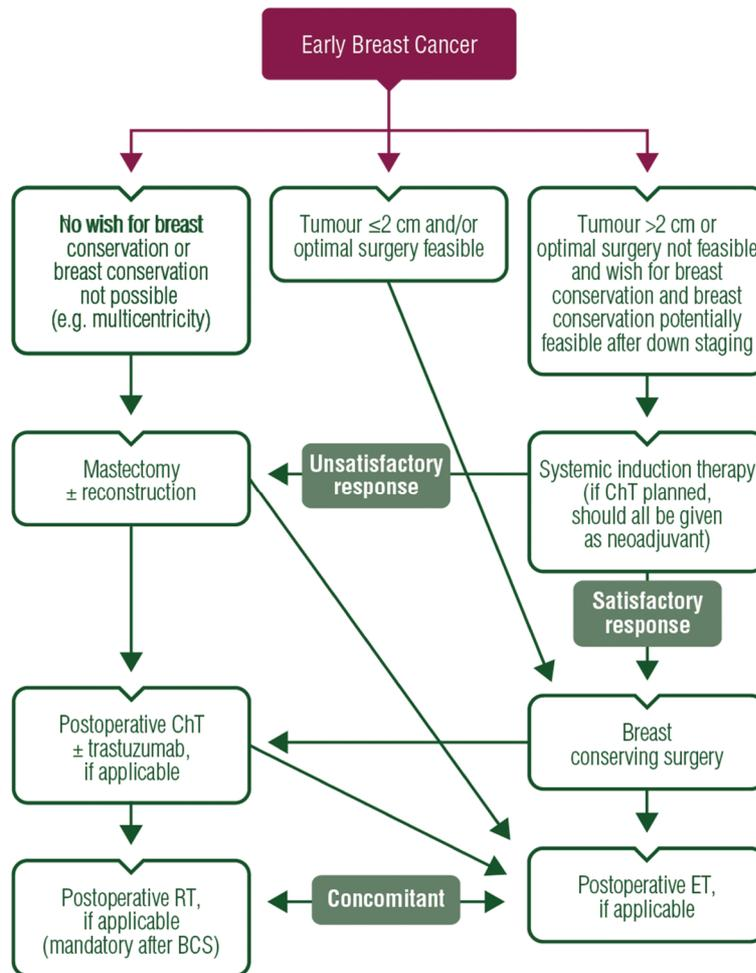 Early Breast Cancer
No wish for breast
conservation or
breast conservation
not possible
(e.g. multicentricity)
Tumour ≤2 cm and/or
optimal surgery feasible
Tumour >2 cm or
optimal surgery not feasible
and wish for breast
conservation and breast
conservation potentially
feasible after down staging
Mastectomy
± reconstruction
Unsatisfactory
response
Systemic induction therapy
(if ChT planned,
should all be given
as neoadjuvant)
Satisfactory
response
Postoperative ChT
± trastuzumab,
if applicable
Breast
conserving surgery
Postoperative RT,
if applicable
(mandatory after BCS)
Concomitant
Postoperative ET,
if applicable